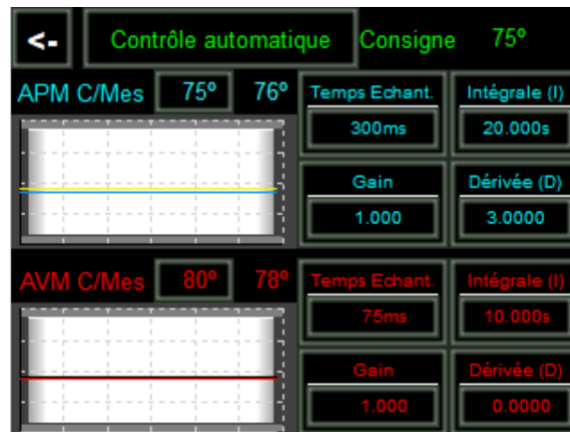 <- Contrôle automatique Consigne 75º
APM C/Mes 75º 76º
Temps Echant. Intégrale (I)
300ms 20.000s
Gain Dérivée (D)
1.000 3.0000
AVM C/Mes 80º 78º
Temps Echant. Intégrale (I)
75ms 10.000s
Gain Dérivée (D)
1.000 0.0000